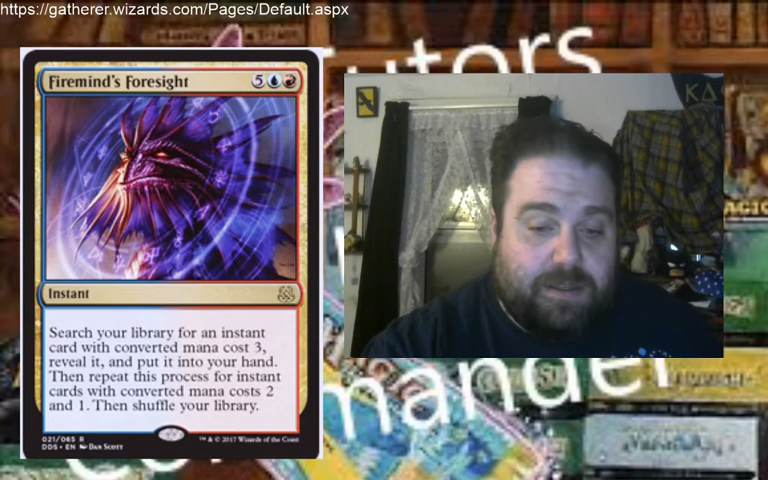 https://gatherer.wizards.com/Pages/Default.aspx
Tutors
Firemind's Foresight 5
ΚΔ
Instant
Search your library for an instant
card with converted mana cost 3,
reveal it, and put it into your hand.
Then repeat this process for instant
cards with converted mana costs 2
and 1. Then shuffle your library.
021/065 R
DDS • EN Dan Scott
™ & © 2017 Wizards of the Coast